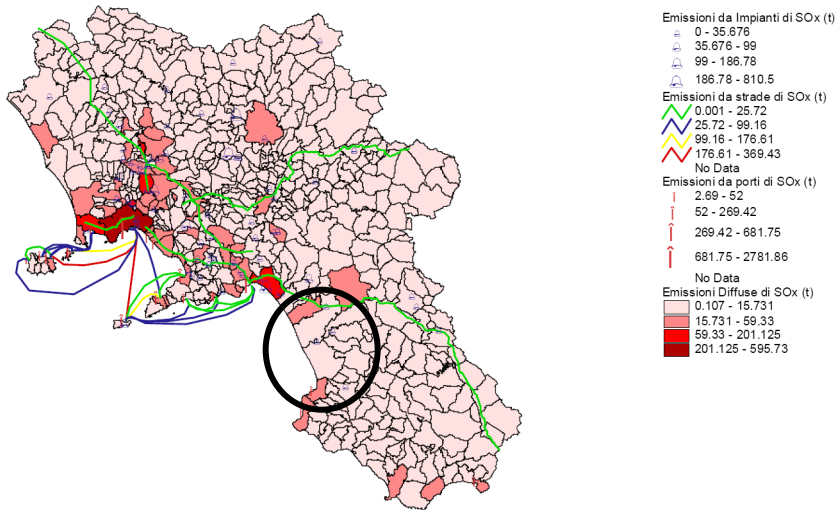 Emissioni da Impianti di SOx (t)
0 - 35.676
35.676 - 99
99 - 186.78
186.78 - 810.5
Emissioni da strade di SOx (t)
0.001 - 25.72
25.72 - 99.16
99.16 - 176.61
176.61 - 369.43
No Data
Emissioni da porti di SOx (t)
2.69 - 52
52 - 269.42
269.42 - 681.75
681.75 - 2781.86
No Data
Emissioni Diffuse di SOx (t)
0.107 - 15.731
15.731 - 59.33
59.33 - 201.125
201.125 - 595.73